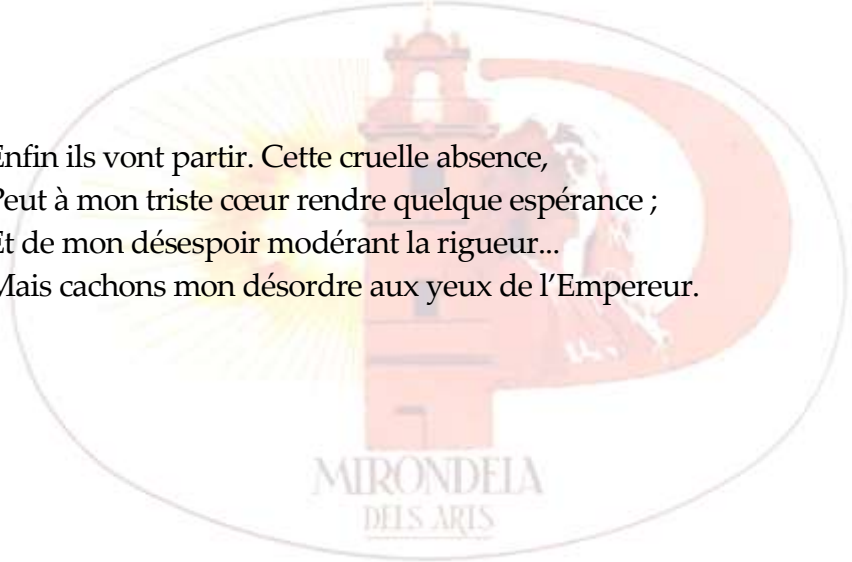 Enfin ils vont partir. Cette cruelle absence,
Peut à mon triste cœur rendre quelque espérance ;
Et de mon désespoir modérant la rigueur...
Mais cachons mon désordre aux yeux de l’Empereur.
MIRONDELA
DELS ARTS